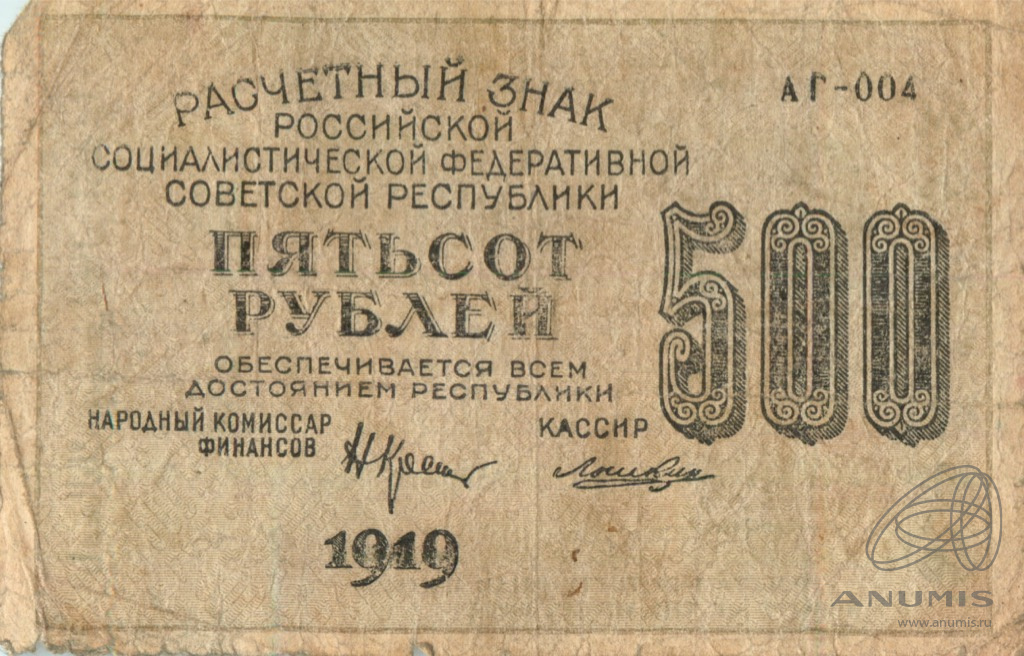 РАСЧЕТНЫЙ ЗНАК
АГ-004
РОССИЙСКОЙ
СОЦИАЛИСТИЧЕСКОЙ ФЕДЕРАТИВНОЙ
СОВЕТСКОЙ РЕСПУБЛИКИ
ПЯТЬСОТ
РУБЛЕЙ
500
ОБЕСПЕЧИВАЕТСЯ ВСЕМ
ДОСТОЯНИЕМ РЕСПУБЛИКИ
НАРОДНЫЙ КОМИССАР
ФИНАНСОВ
КАССИР
1919
ANUMIS
www.anumis.ru